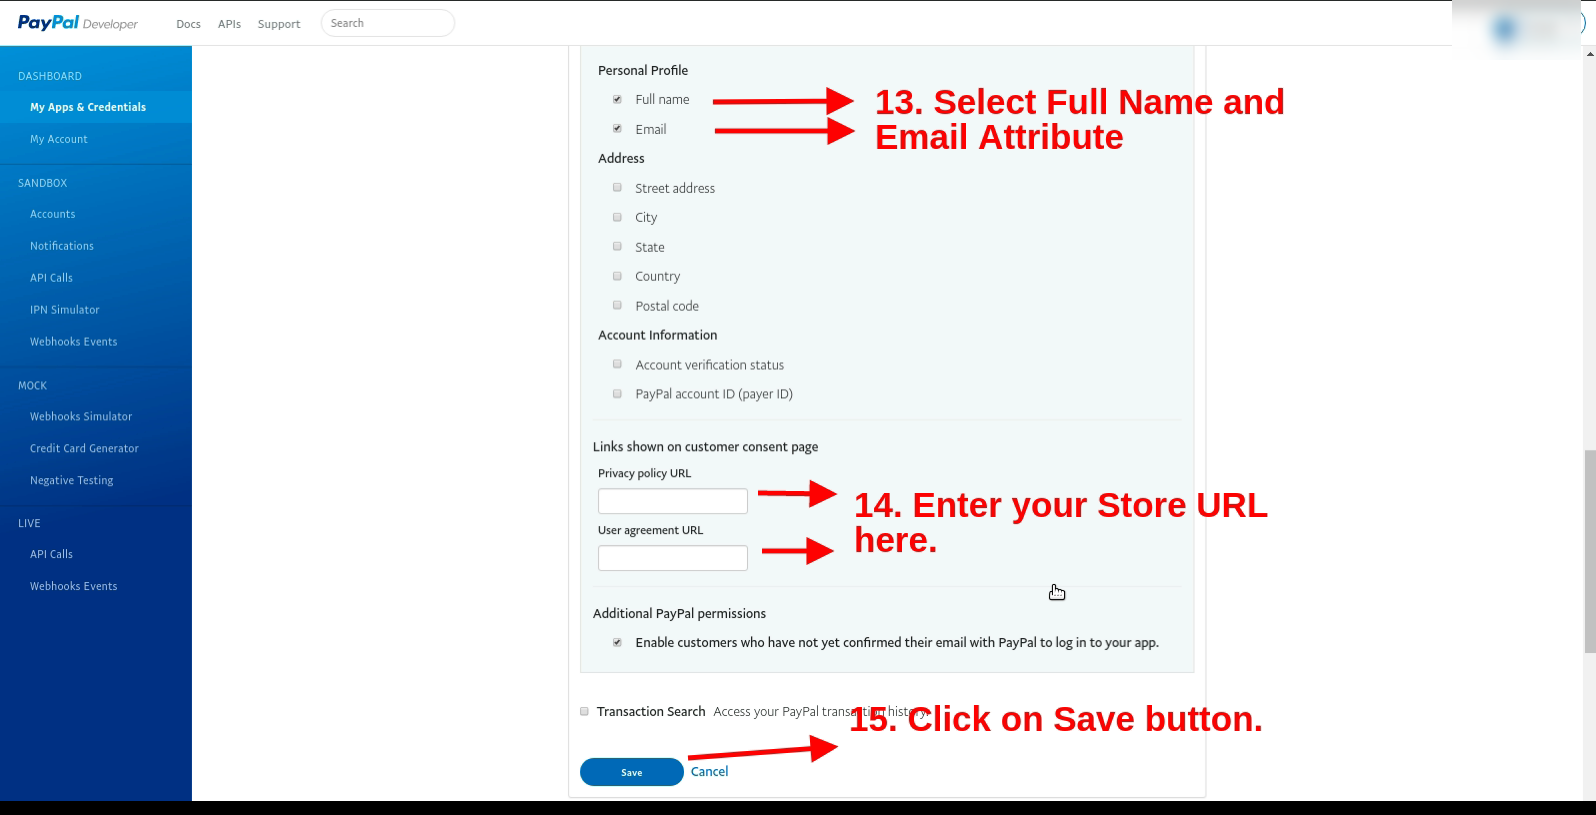 PayPal Developer
Docs APIs Support Search
DASHBOARD
My Apps & Credentials
My Account
SANDBOX
Accounts
Notifications
API Calls
IPN Simulator
Webhooks Events
MOCK
Webhooks Simulator
Credit Card Generator
Negative Testing
LIVE
API Calls
Webhooks Events
Personal Profile
Full name
Email
13. Select Full Name and
Email Attribute
Address
Street address
City
State
Country
Postal code
Account Information
Account verification status
PayPal account ID (payer ID)
Links shown on customer consent page
Privacy policy URL
User agreement URL
14. Enter your Store URL
here.
Additional PayPal permissions
Enable customers who have not yet confirmed their email with PayPal to log in to your app.
Transaction Search Access your PayPal transaction history.
15. Click on Save button.
Save Cancel